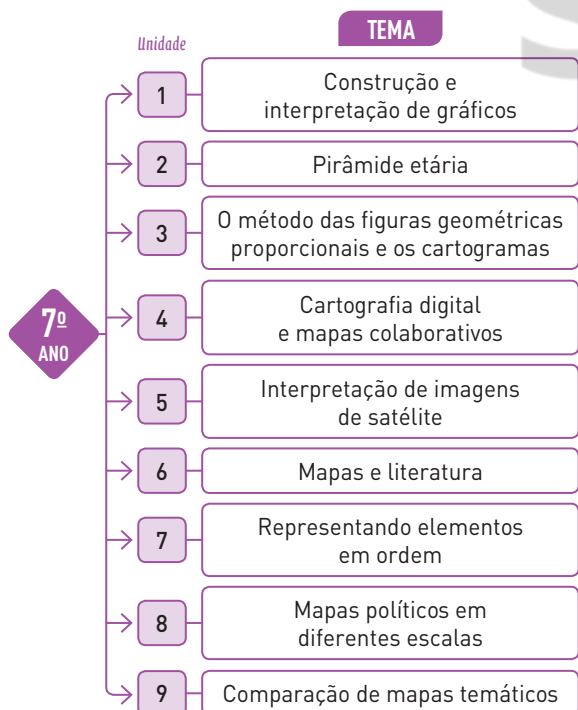 Unidade
TEMA
1
Construção e
interpretação de gráficos
2
Pirâmide etária
3
O método das figuras geométricas
proporcionais e os cartogramas
7º
ANO
4
Cartografia digital
e mapas colaborativos
5
Interpretação de imagens
de satélite
6
Mapas e literatura
7
Representando elementos
em ordem
8
Mapas políticos em
diferentes escalas
9
Comparação de mapas temáticos